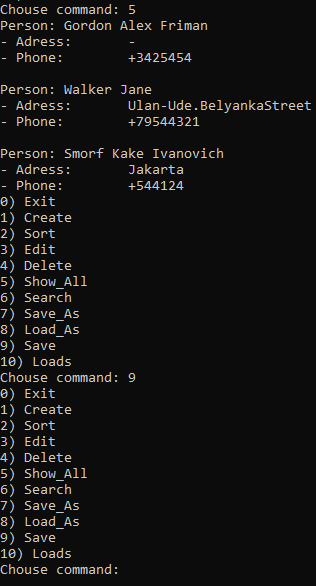 Chouse command: 5
Person: Gordon Alex Friman
- Adress: -
- Phone: +3425454
Person: Walker Jane
- Adress: Ulan-Ude.BelyankaStreet
- Phone: +79544321
Person: Smorf Kake Ivanovich
- Adress: Jakarta
- Phone: +544124
0) Exit
1) Create
2) Sort
3) Edit
4) Delete
5) Show_All
6) Search
7) Save_As
8) Load_As
9) Save
10) Loads
Chouse command: 9
0) Exit
1) Create
2) Sort
3) Edit
4) Delete
5) Show_All
6) Search
7) Save_As
8) Load_As
9) Save
10) Loads
Chouse command: